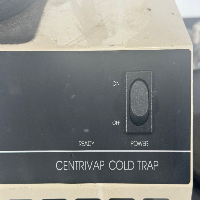 ON
OFF
READY POWER
CENTRIVAP COLD TRAP